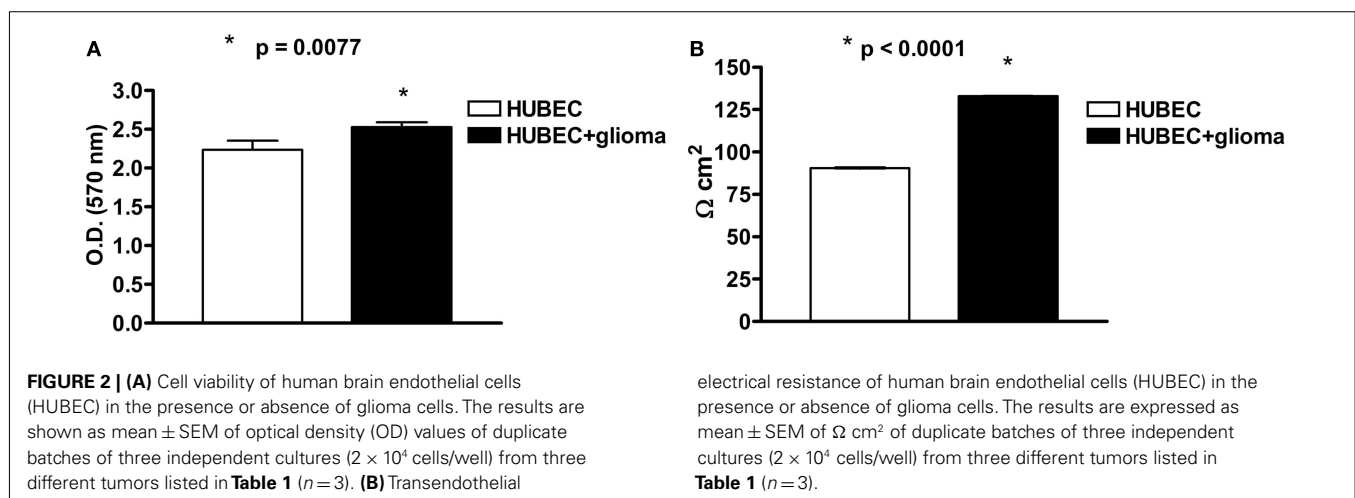 A
* p = 0.0077
*
3.0
2.5
2.0
1.5
1.0
0.5
0.0
O.D. (570 nm)
HUBEC
HUBEC+glioma
B
* p < 0.0001
*
150
125
100
75
50
25
0
Ω cm²
HUBEC
HUBEC+glioma
FIGURE 2 | (A) Cell viability of human brain endothelial cells
(HUBEC) in the presence or absence of glioma cells. The results are
shown as mean ± SEM of optical density (OD) values of duplicate
batches of three independent cultures (2 × 10⁴ cells/well) from three
different tumors listed in Table 1 (n = 3). (B) Transendothelial
electrical resistance of human brain endothelial cells (HUBEC) in the
presence or absence of glioma cells. The results are expressed as
mean ± SEM of Ω cm² of duplicate batches of three independent
cultures (2 × 10⁴ cells/well) from three different tumors listed in
Table 1 (n = 3).